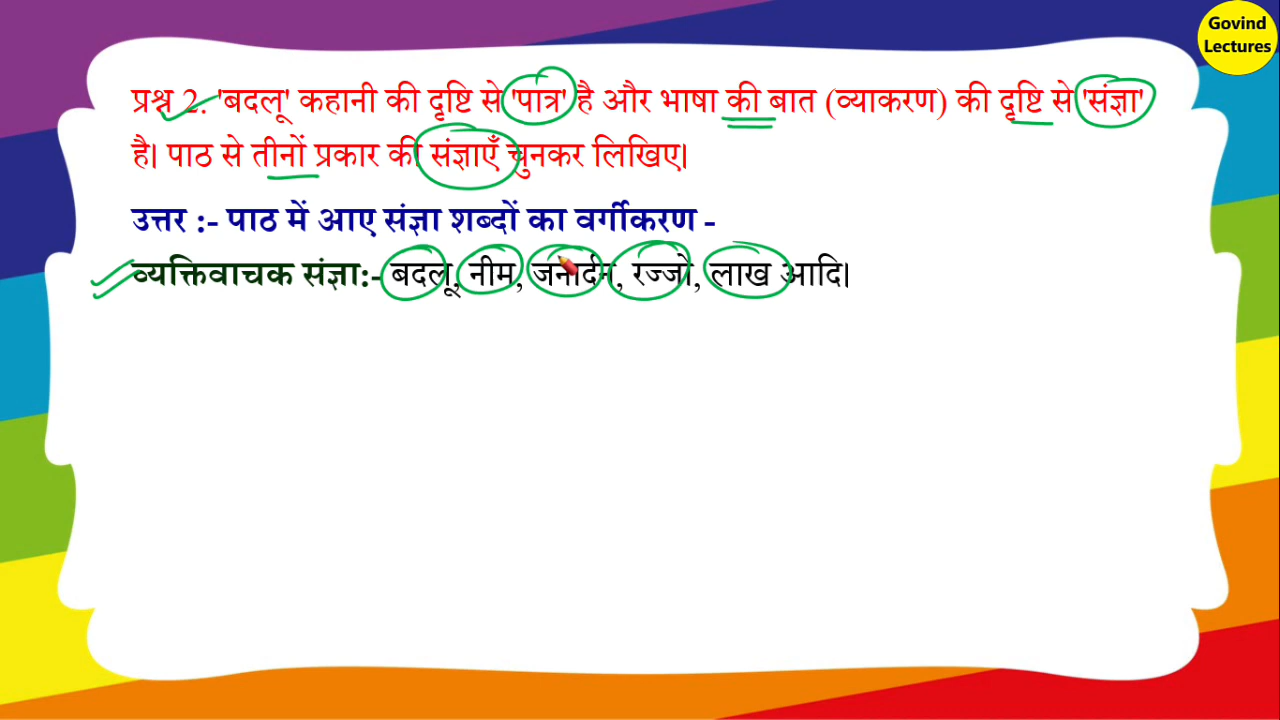 Govind
Lectures
प्रश्न 2. 'बदलू' कहानी की दृष्टि से 'पात्र' है और भाषा की बात (व्याकरण) की दृष्टि से 'संज्ञा'
है। पाठ से तीनों प्रकार की संज्ञाएँ चुनकर लिखिए।
उत्तर :- पाठ में आए संज्ञा शब्दों का वर्गीकरण -
व्यक्तिवाचक संज्ञा:- बदलू, नीम, जनार्दन, रज्जो, लाख आदि।